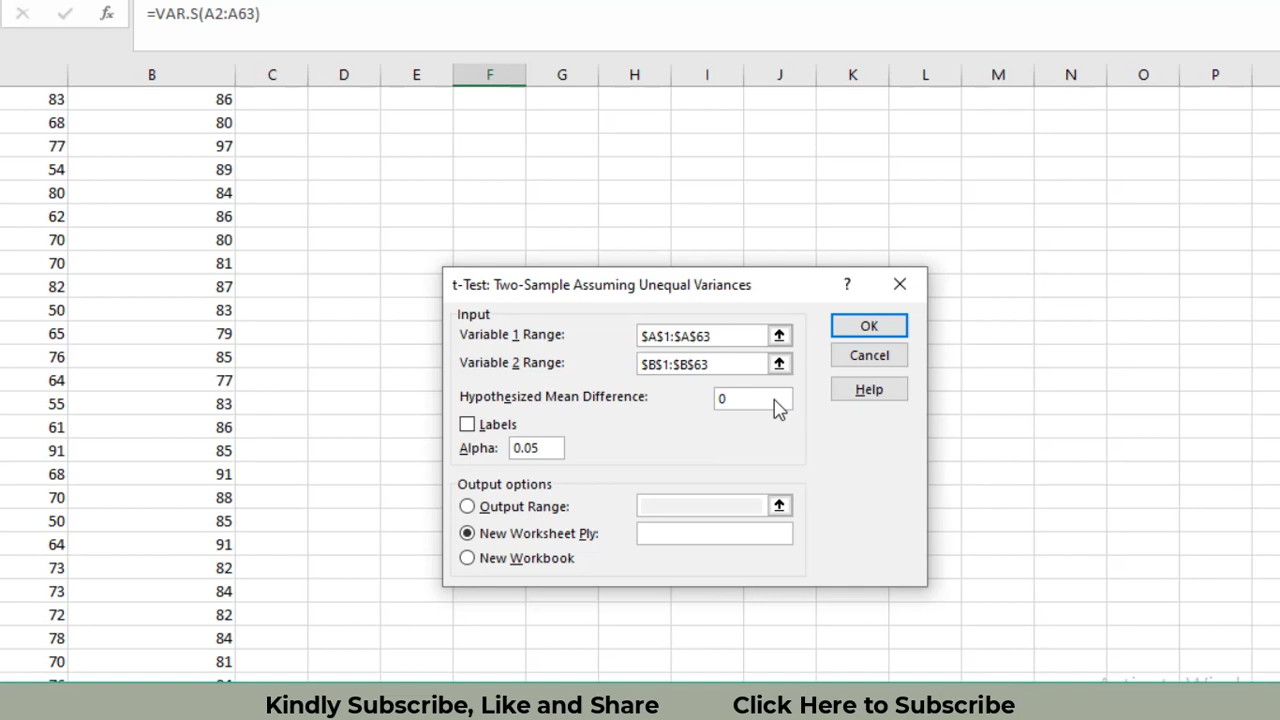 =VAR.S(A2:A63)
B C D E F G H I J K L M N O P
83 86
68 80
77 97
54 89
80 84
62 86
70 80
70 81
82 87
50 83
65 79
76 85
64 77
55 83
61 86
91 85
68 91
70 88
50 85
64 91
73 82
73 84
72 82
78 84
70 81
t-Test: Two-Sample Assuming Unequal Variances
?
Input
Variable 1 Range: $A$1:$A$63
OK
Variable 2 Range: $B$1:$B$63
Cancel
Hypothesized Mean Difference: 0
Help
Labels
Alpha: 0.05
Output options
Output Range:
New Worksheet Ply:
New Workbook
Kindly Subscribe, Like and Share Click Here to Subscribe